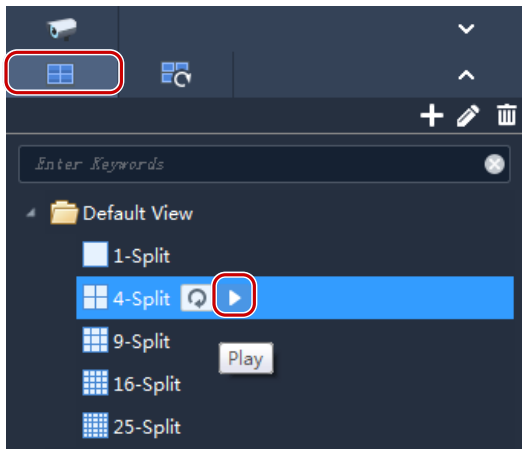 Enter Keywords
Default View
1-Split
4-Split
9-Split
Play
16-Split
25-Split